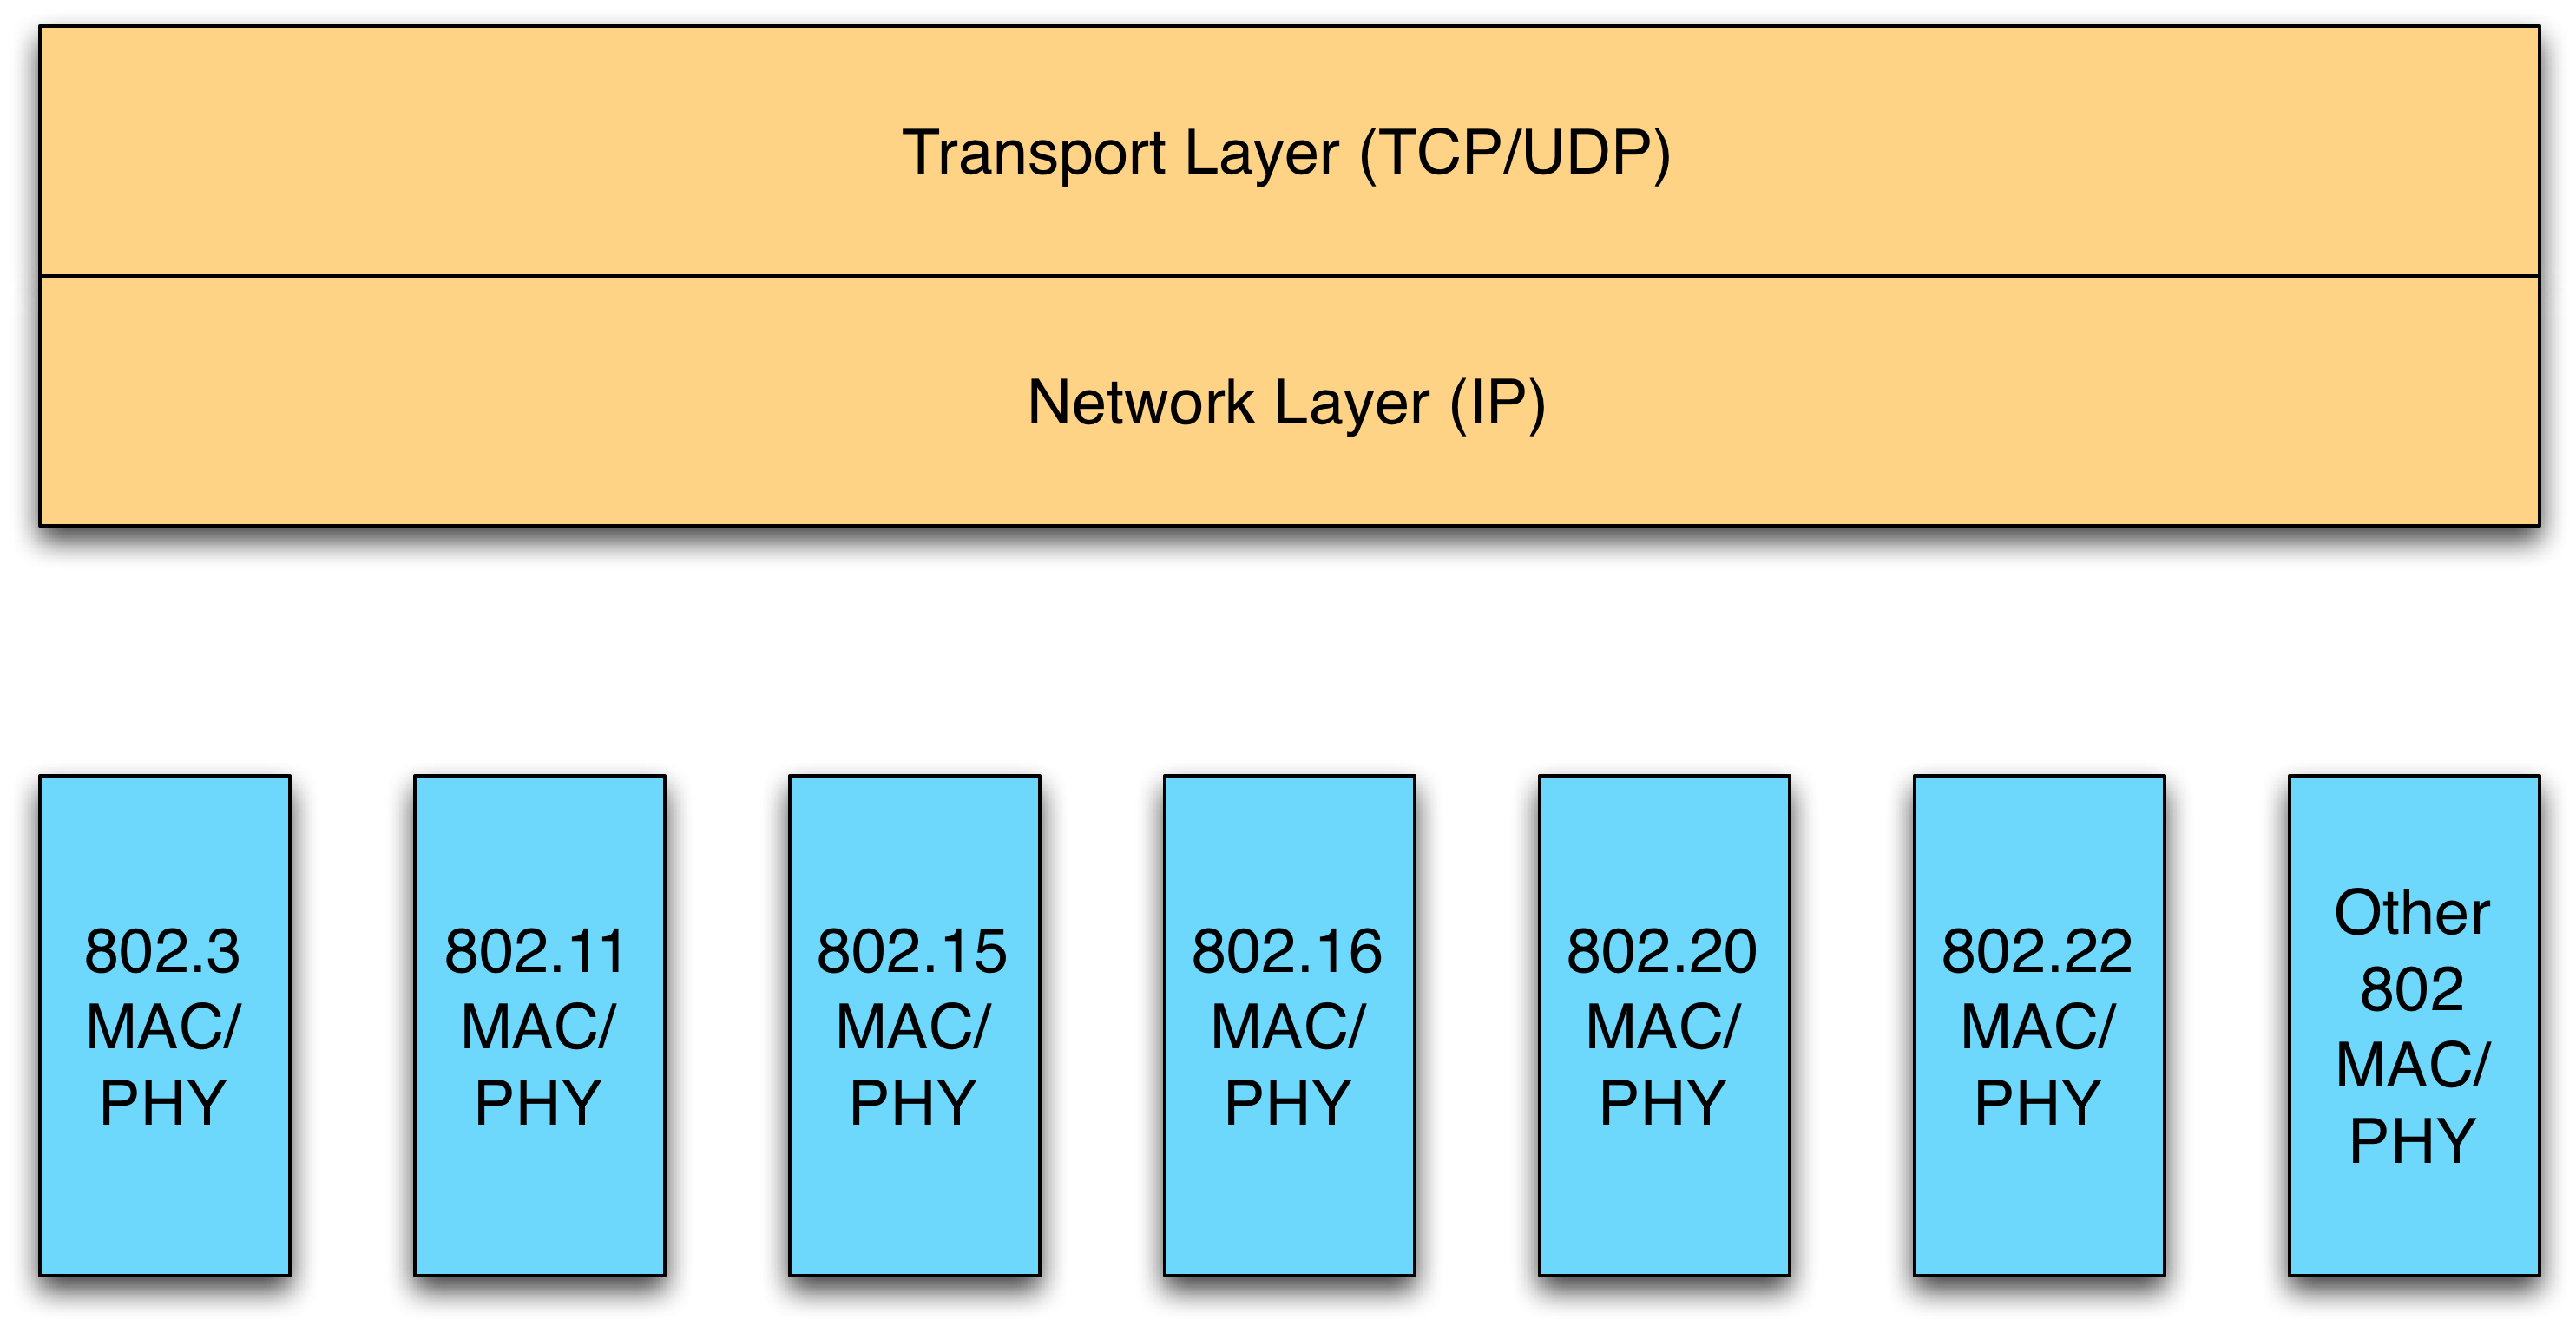 Transport Layer (TCP/UDP)
Network Layer (IP)
802.3
MAC/
PHY
802.11
MAC/
PHY
802.15
MAC/
PHY
802.16
MAC/
PHY
802.20
MAC/
PHY
802.22
MAC/
PHY
Other
802
MAC/
PHY